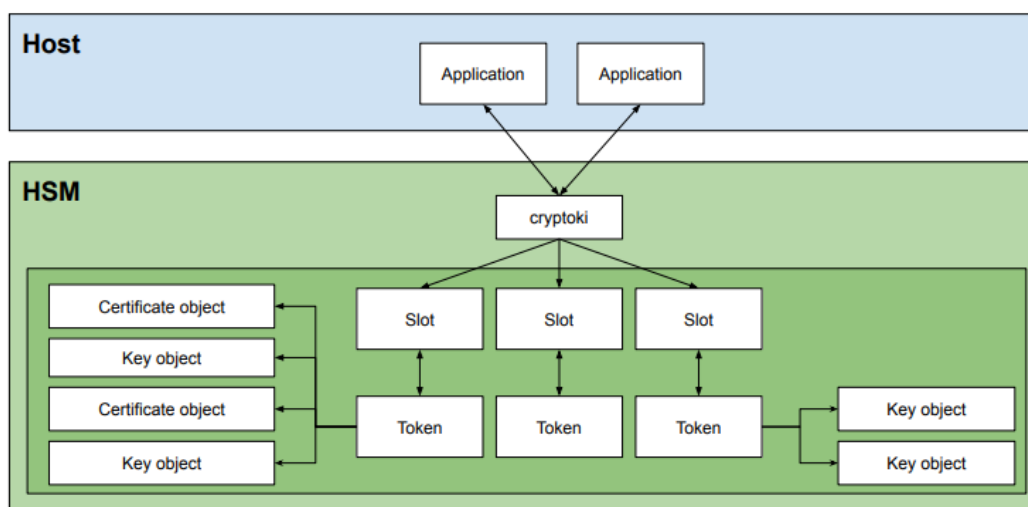 Host
Application
Application
HSM
cryptoki
Certificate object
Slot
Slot
Slot
Key object
Certificate object
Token
Token
Token
Key object
Key object
Key object